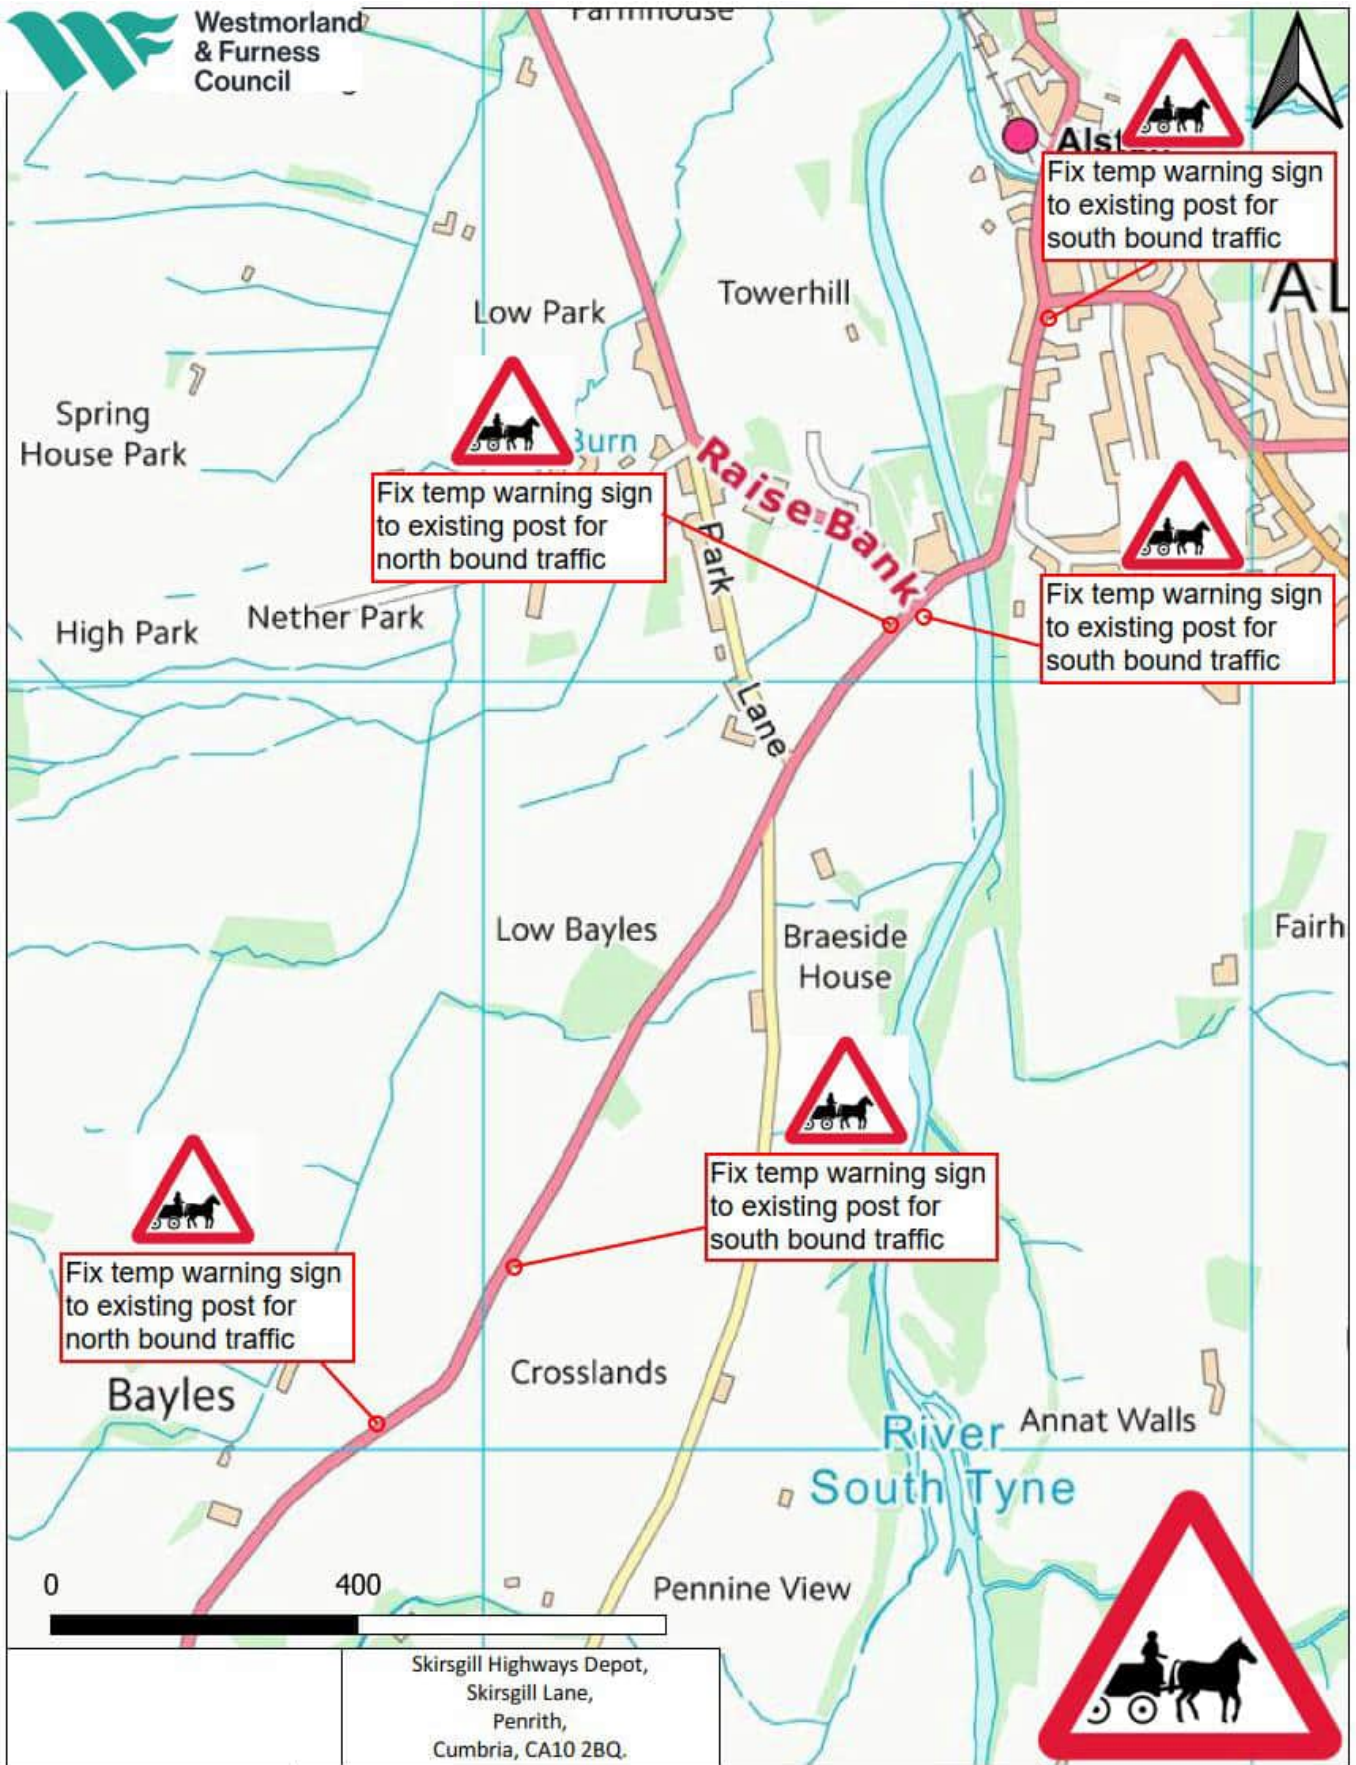 Westmorland
& Furness
Council
Farmhouse
Fix temp warning sign
to existing post for
south bound traffic
Towerhill
Low Park
AL
Spring
House Park
Burn
Raise Bank
Fix temp warning sign
to existing post for
north bound traffic
Park Lane
Fix temp warning sign
to existing post for
south bound traffic
Nether Park
High Park
Low Bayles
Braeside
House
Fairh
Fix temp warning sign
to existing post for
south bound traffic
Fix temp warning sign
to existing post for
north bound traffic
Bayles
Crosslands
River
South Tyne
Annat Walls
Pennine View
0 400
Skirsgill Highways Depot,
Skirsgill Lane,
Penrith,
Cumbria, CA10 2BQ.